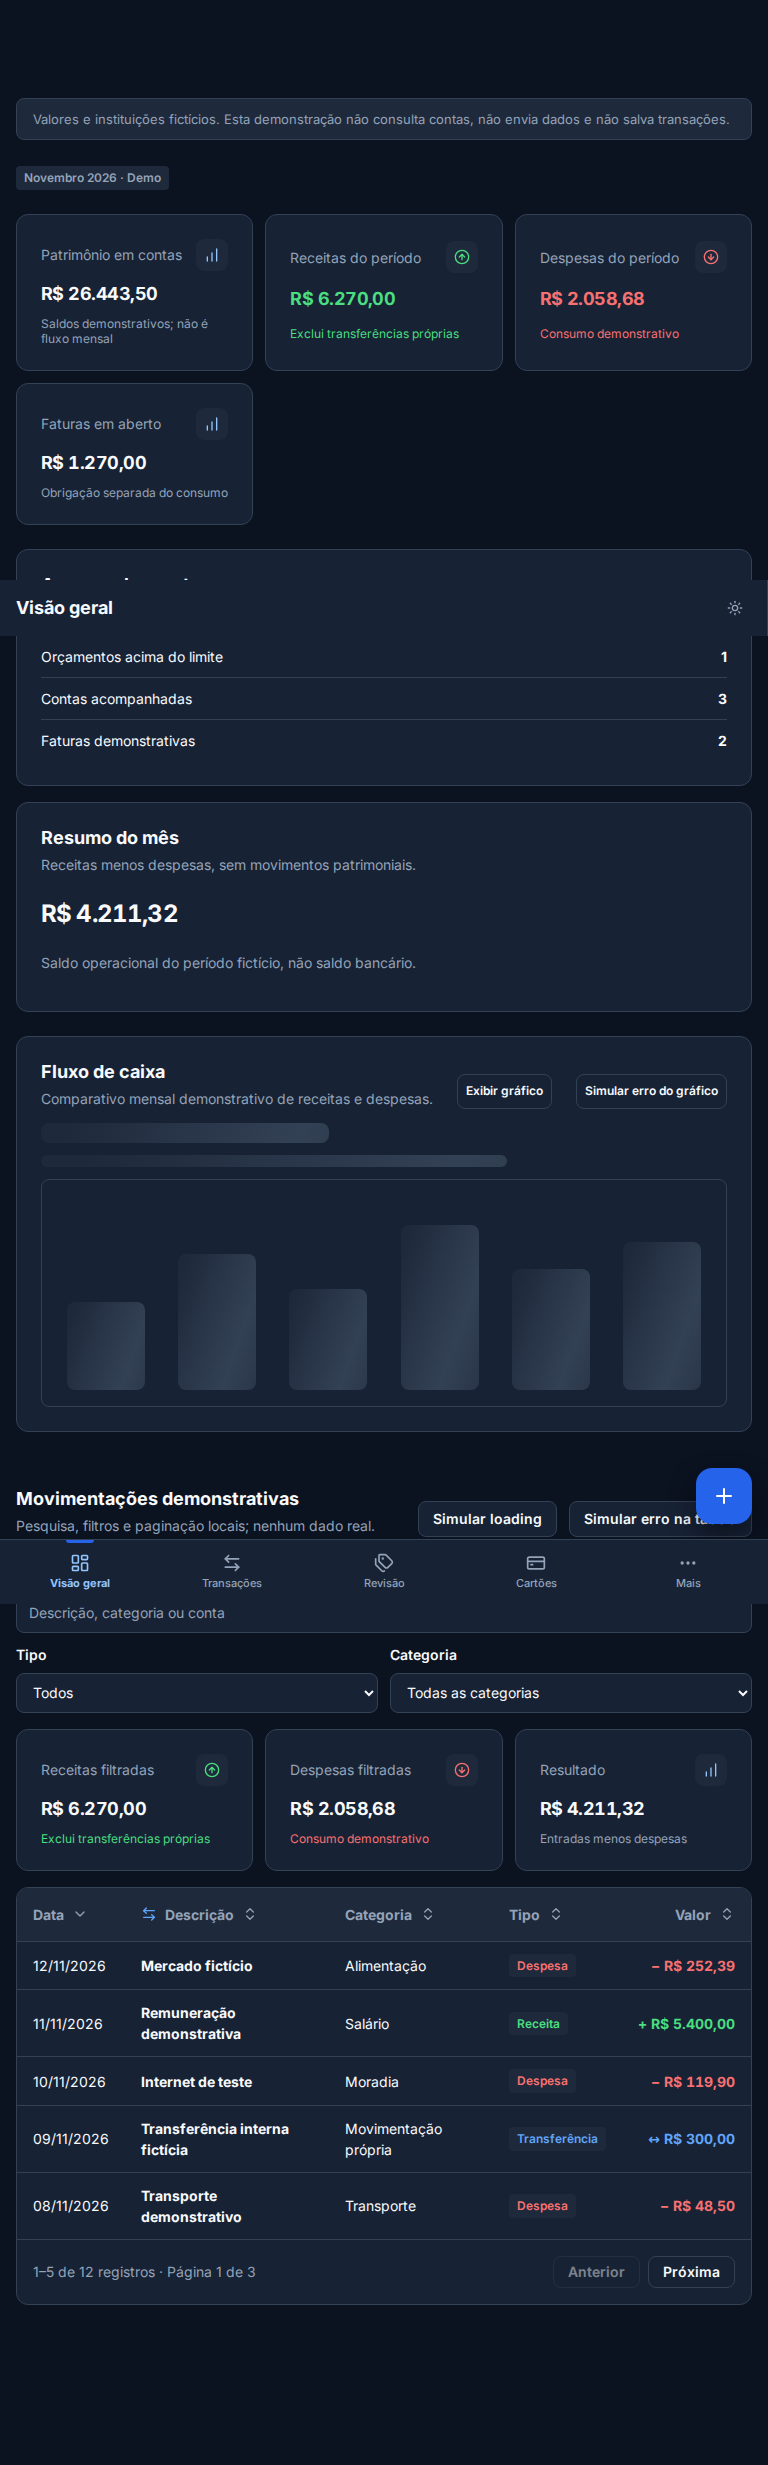 Valores e instituições fictícios. Esta demonstração não consulta contas, não envia dados e não salva transações.
Novembro 2026 · Demo
Patrimônio em contas
R$ 26.443,50
Saldos demonstrativos; não é
fluxo mensal
Receitas do período
R$ 6.270,00
Exclui transferências próprias
Despesas do período
R$ 2.058,68
Consumo demonstrativo
Faturas em aberto
R$ 1.270,00
Obrigação separada do consumo
Visão geral
Orçamentos acima do limite 1
Contas acompanhadas 3
Faturas demonstrativas 2
Resumo do mês
Receitas menos despesas, sem movimentos patrimoniais.
R$ 4.211,32
Saldo operacional do período fictício, não saldo bancário.
Fluxo de caixa
Comparativo mensal demonstrativo de receitas e despesas.
Exibir gráfico
Simular erro do gráfico
Movimentações demonstrativas
Pesquisa, filtros e paginação locais; nenhum dado real.
Simular loading
Simular erro na
Visão geral
Transações
Revisão
Cartões
Mais
Descrição, categoria ou conta
Tipo
Todos
Categoria
Todas as categorias
Receitas filtradas
R$ 6.270,00
Exclui transferências próprias
Despesas filtradas
R$ 2.058,68
Consumo demonstrativo
Resultado
R$ 4.211,32
Entradas menos despesas
Data Descrição Categoria Tipo Valor
12/11/2026 Mercado fictício Alimentação Despesa − R$ 252,39
11/11/2026 Remuneração demonstrativa Salário Receita + R$ 5.400,00
10/11/2026 Internet de teste Moradia Despesa − R$ 119,90
09/11/2026 Transferência interna fictícia Movimentação própria Transferência ↔ R$ 300,00
08/11/2026 Transporte demonstrativo Transporte Despesa − R$ 48,50
1–5 de 12 registros · Página 1 de 3
Anterior
Próxima